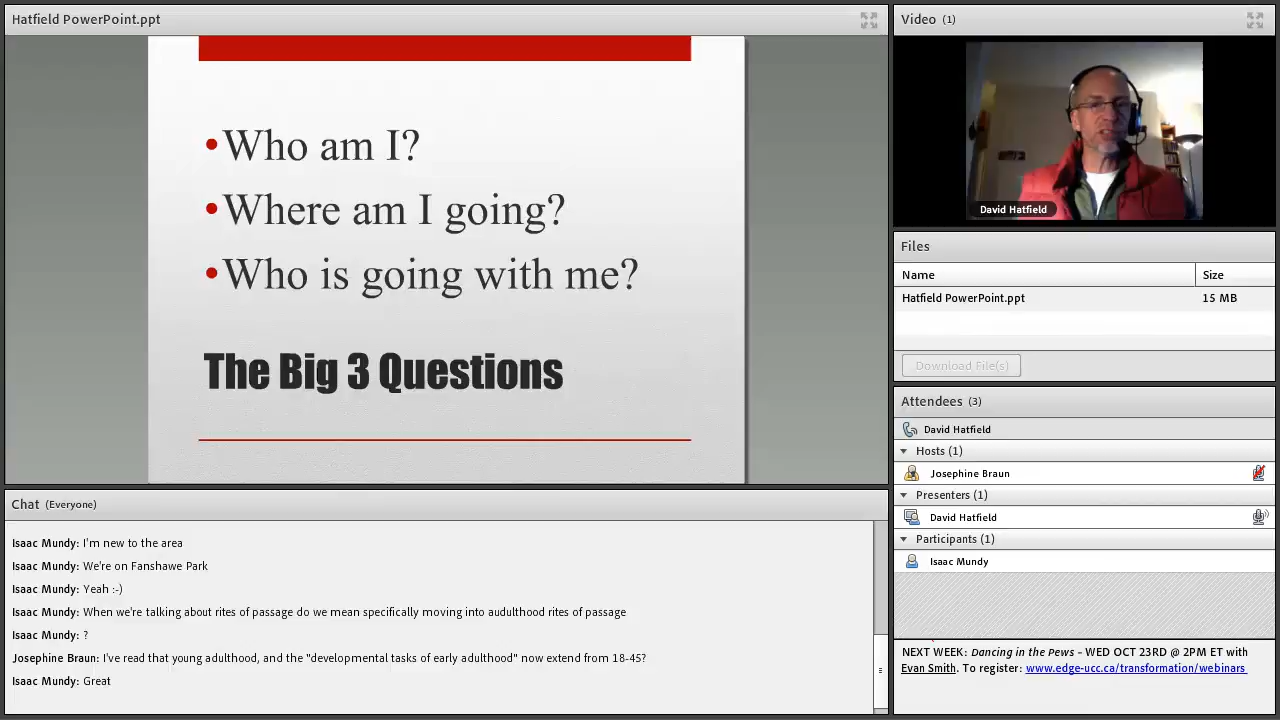 Hatfield PowerPoint.ppt
• Who am I?
• Where am I going?
• Who is going with me?
The Big 3 Questions
Chat (Everyone)
Isaac Mundy: I'm new to the area
Isaac Mundy: We're on Fanshawe Park
Isaac Mundy: Yeah :-)
Isaac Mundy: When we're talking about rites of passage do we mean specifically moving into audulthood rites of passage
Isaac Mundy: ?
Josephine Braun: I've read that young adulthood, and the "developmental tasks of early adulthood" now extend from 18-45?
Isaac Mundy: Great
Video (1)
David Hatfield
Files
Name Size
Hatfield PowerPoint.ppt 15 MB
Download File(s)
Attendees (3)
David Hatfield
Hosts (1)
Josephine Braun
Presenters (1)
David Hatfield
Participants (1)
Isaac Mundy
NEXT WEEK: Dancing in the Pews - WED OCT 23RD @ 2PM ET with
Evan Smith. To register: www.edge-ucc.ca/transformation/webinars